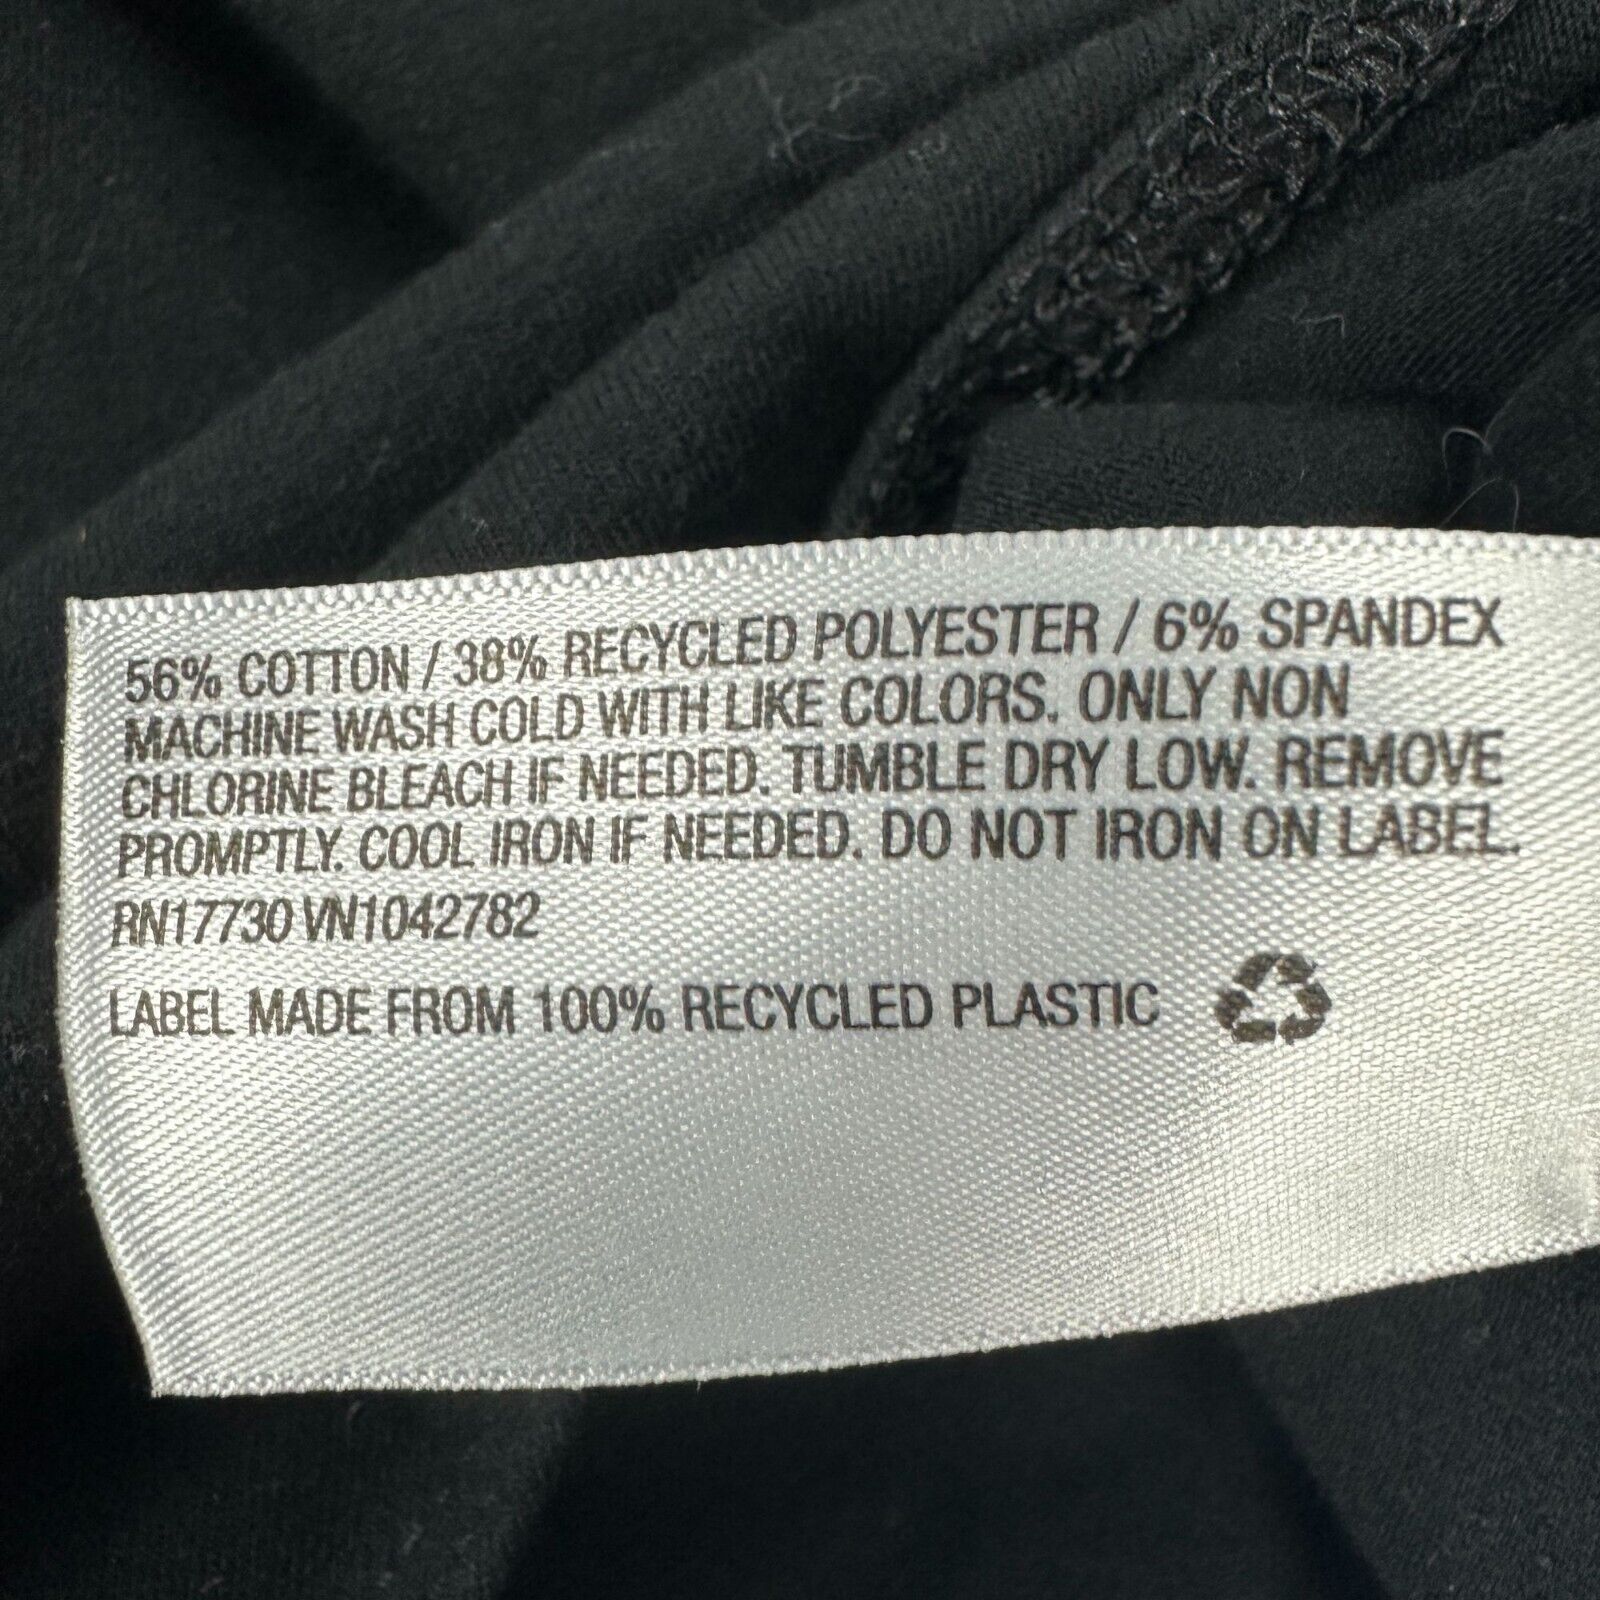 56% COTTON / 38% RECYCLED POLYESTER / 6% SPANDEX
MACHINE WASH COLD WITH LIKE COLORS. ONLY NON
CHLORINE BLEACH IF NEEDED. TUMBLE DRY LOW. REMOVE
PROMPTLY. COOL IRON IF NEEDED. DO NOT IRON ON LABEL.
RN17730 VN1042782
LABEL MADE FROM 100% RECYCLED PLASTIC